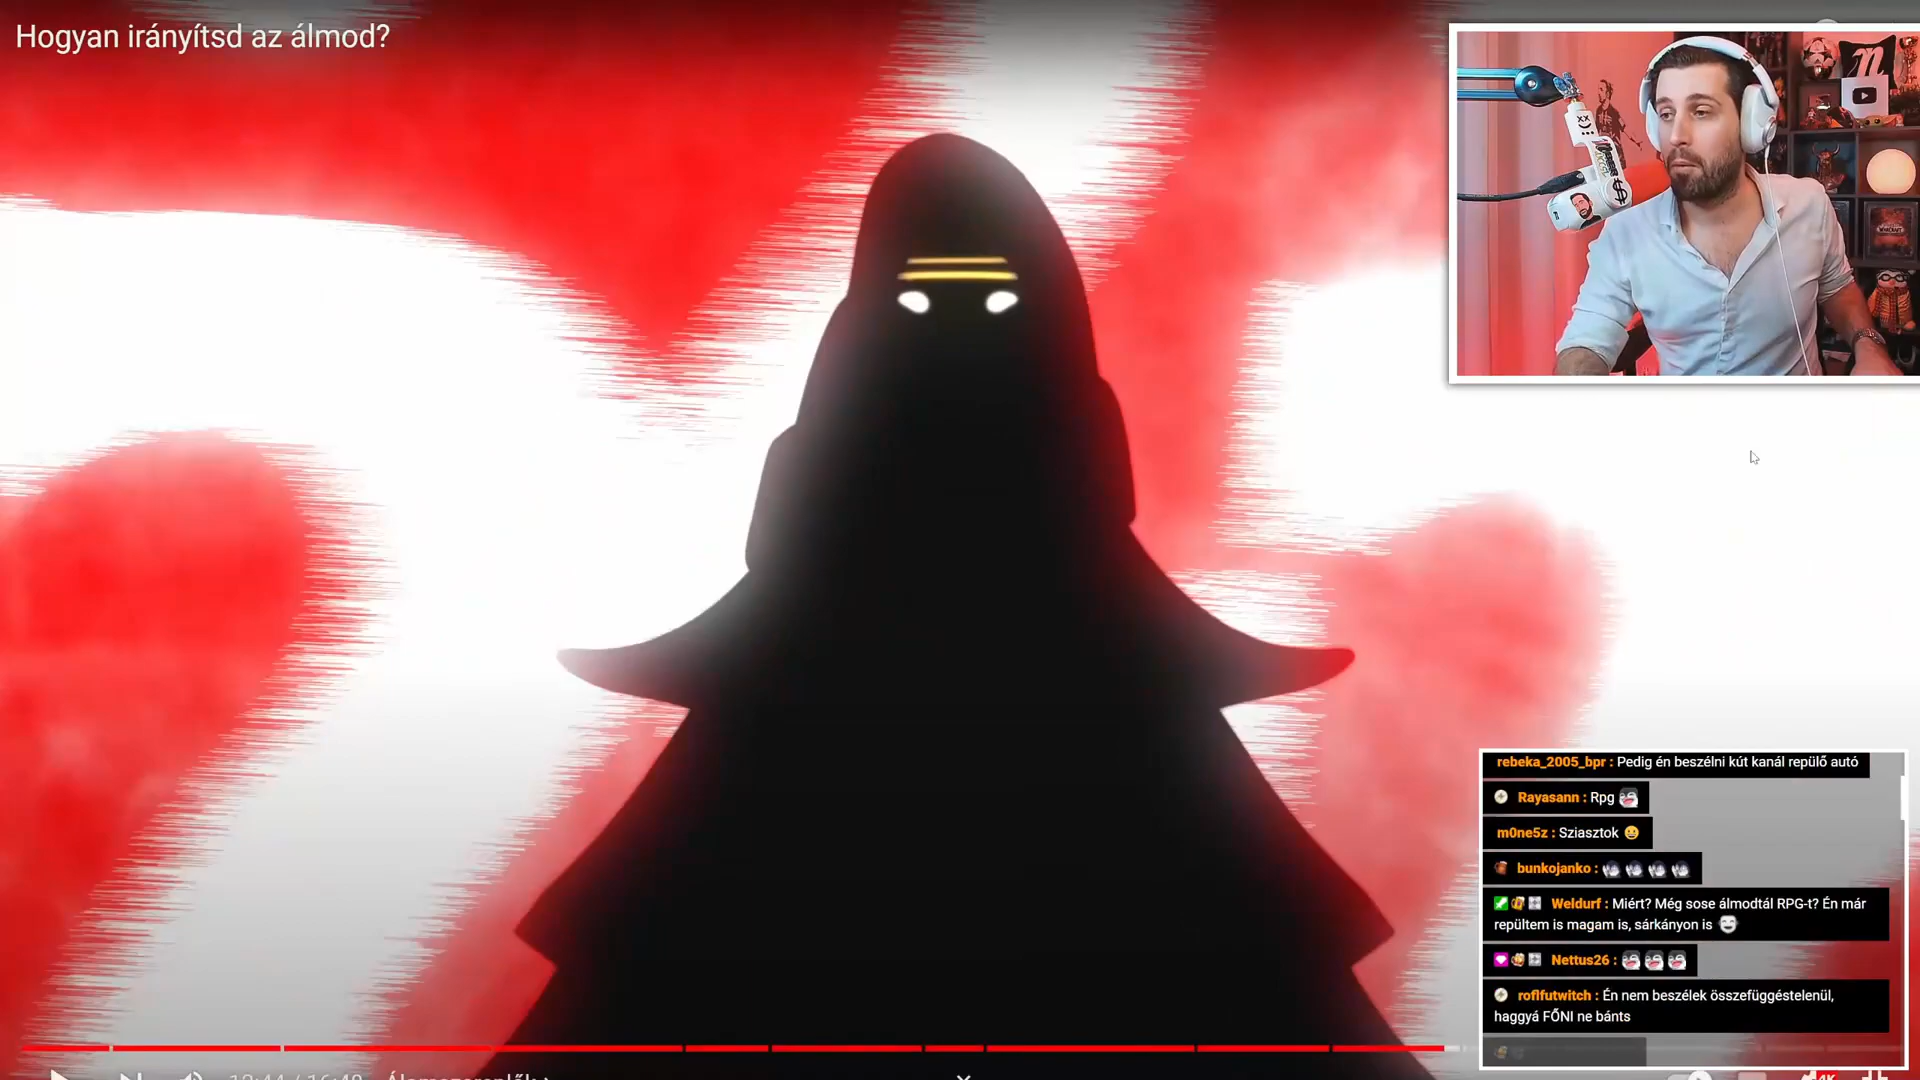 Hogyan irányítsd az álmod?
rebeka_2005_bpr : Pedig én beszélni kút kanál repülő autó
Rayasann : Rpg
m0ne5z : Sziasztok
bunkojanko :
Weldurf : Miért? Még sose álmodtál RPG-t? Én már
repültem is magam is, sárkányon is
Nettus26 :
roflfutwitch : Én nem beszélek összefüggéstelenül,
haggyá FŐNI ne bánts
4K